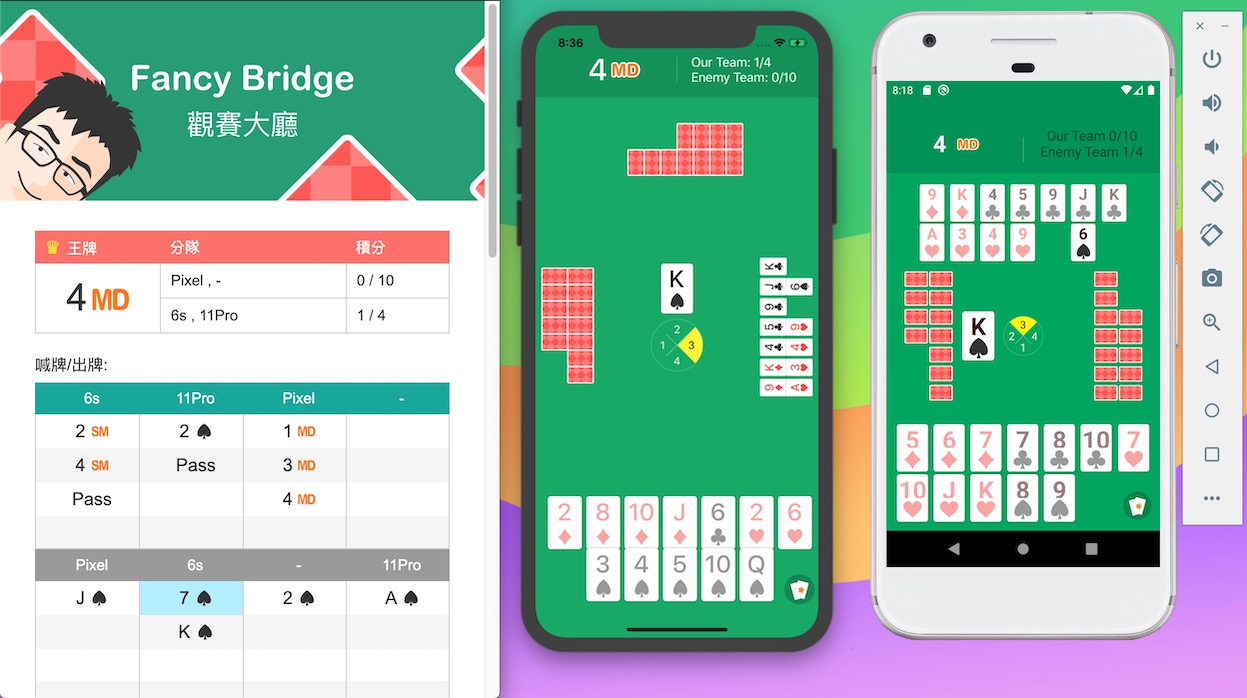 Fancy Bridge
觀賽大廳
王牌 分隊 積分
4 MD
Pixel , - 0 / 10
6s , 11Pro 1 / 4
喊牌/出牌:
6s 11Pro Pixel -
2 SM 2 ♠ 1 MD
4 SM Pass 3 MD
Pass 4 MD
Pixel 6s - 11Pro
J ♠ 7 ♠ 2 ♠ A ♠
K ♠
8:36
4 MD
Our Team: 1/4
Enemy Team: 0/10
K ♠
2
1 3
4
K ♣
J ♣ 6 ♠
9 ♣
5 ♣ 9 ♥
4 ♣ 4 ♥
K ♦ 3 ♥
9 ♦ A ♥
2 ♦ 8 ♦ 10 ♦ J ♦ 6 ♣ 2 ♥ 6 ♥
3 ♠ 4 ♠ 5 ♠ 10 ♠ Q ♠
8:18
4 MD
Our Team 0/10
Enemy Team 1/4
9 ♦ K ♦ 4 ♣ 5 ♣ 9 ♣ J ♣ K ♣
A ♥ 3 ♥ 4 ♥ 9 ♥ 6 ♠
K ♠
3
2 4
1
5 ♦ 6 ♦ 7 ♦ 7 ♣ 8 ♣ 10 ♣ 7 ♥
10 ♥ J ♥ K ♥ 8 ♠ 9 ♠